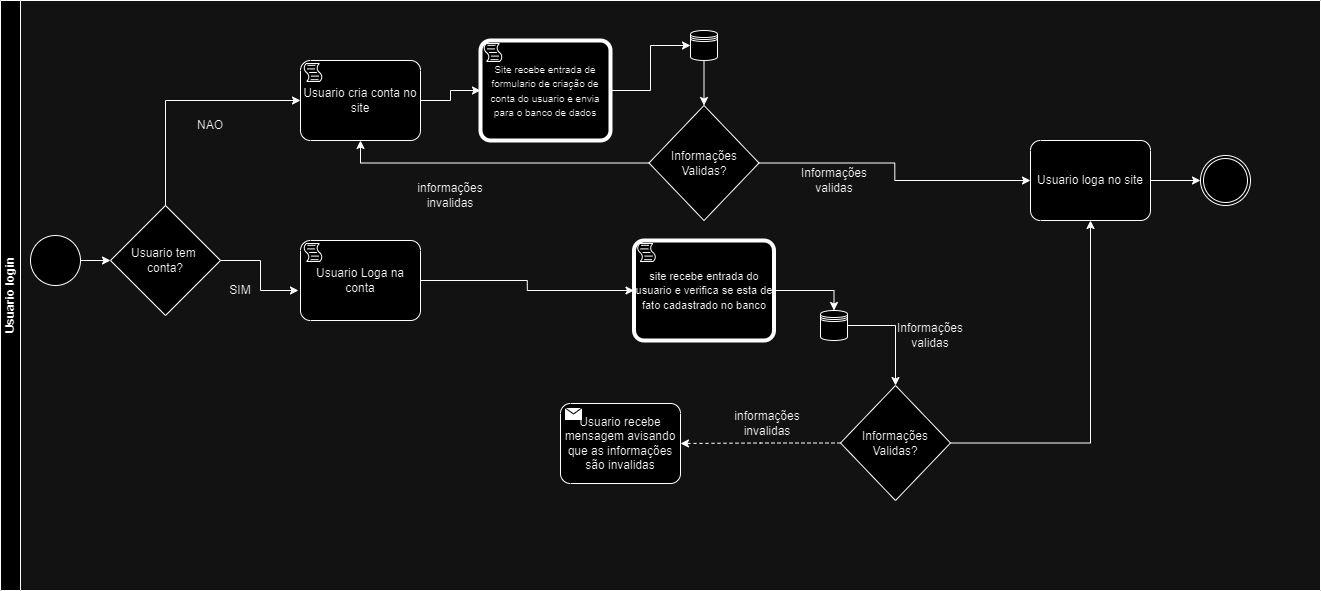 Usuario login
Usuario tem
conta?
NAO
SIM
Usuario cria conta no
site
Site recebe entrada de
formulario de criação de
conta do usuario e envia
para o banco de dados
Informações
Validas?
informações
invalidas
Informações
validas
Usuario loga no site
Usuario Loga na
conta
site recebe entrada do
usuario e verifica se esta de
fato cadastrado no banco
Informações
validas
Informações
Validas?
informações
invalidas
Usuario recebe
mensagem avisando
que as informações
são invalidas